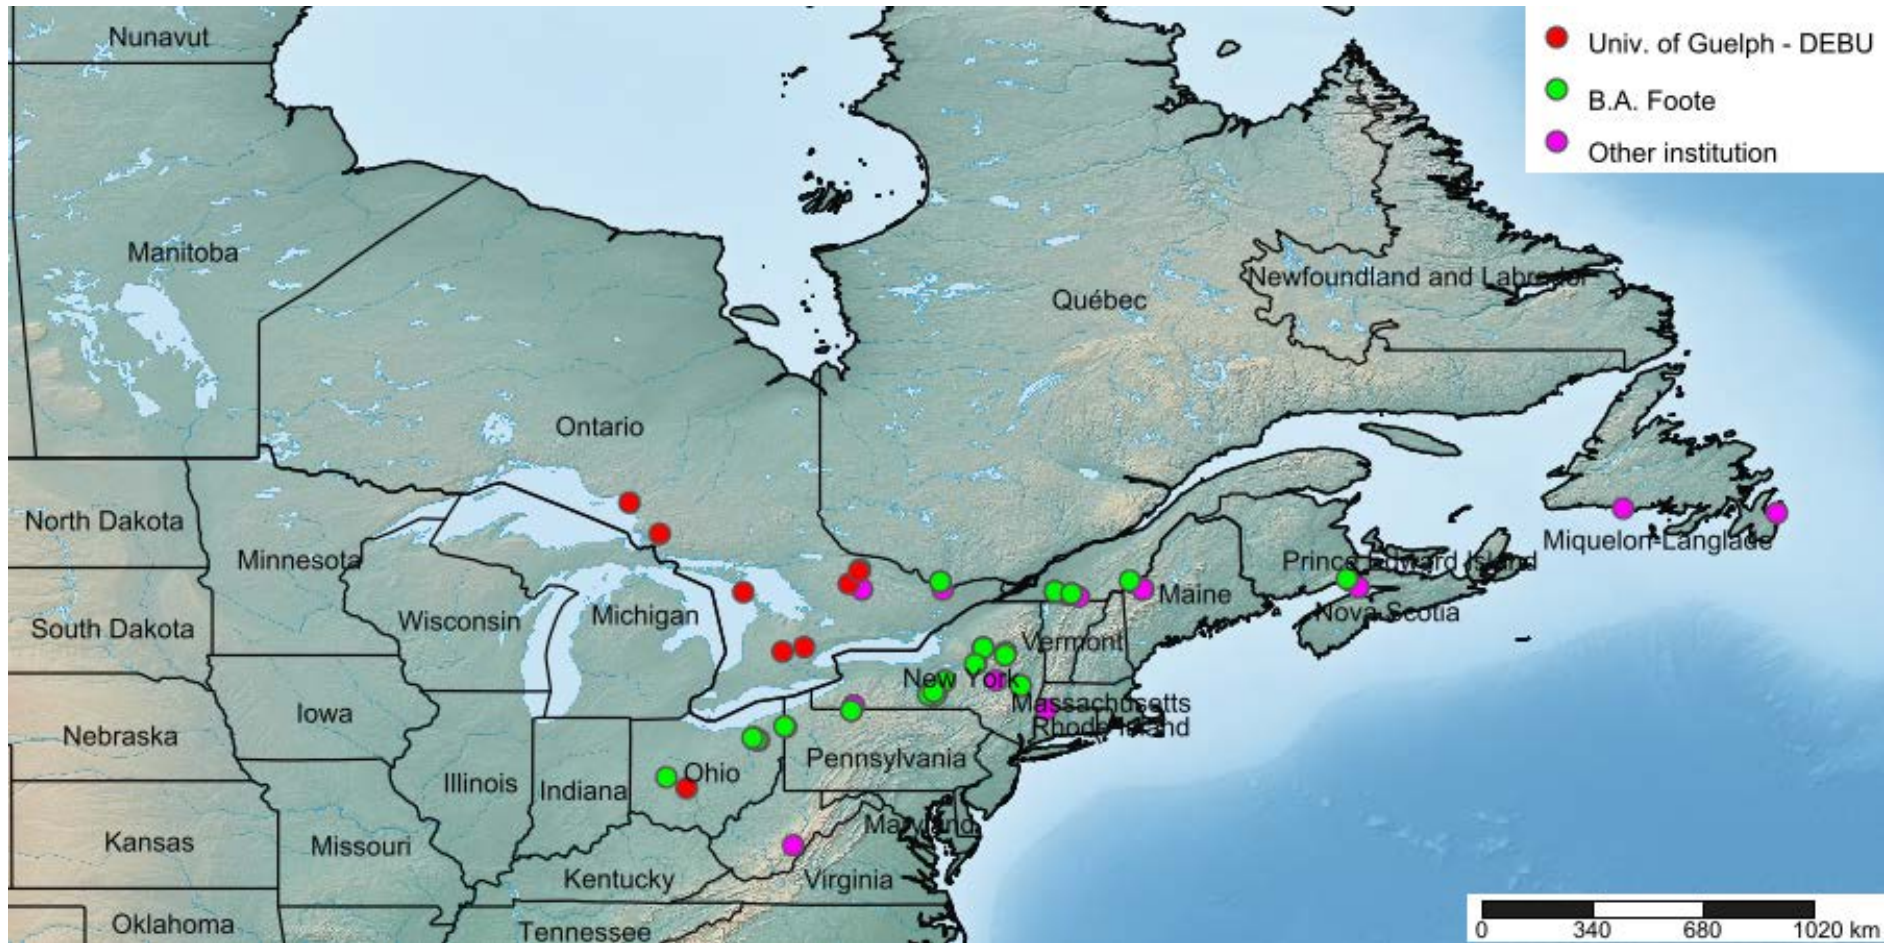 Nunavut
Univ. of Guelph - DEBU
B.A. Foote
Other institution
Manitoba
Newfoundland and Labrador
Québec
Ontario
North Dakota
Minnesota
Miquelon-Langlade
Prince Edward Island
Maine
Nova Scotia
South Dakota
Wisconsin
Michigan
Vermont
New York
Massachusetts
Rhode Island
Iowa
Nebraska
Pennsylvania
Ohio
Illinois
Indiana
Kansas
Missouri
Maryland
Kentucky
Virginia
Oklahoma
Tennessee
0 340 680 1020 km